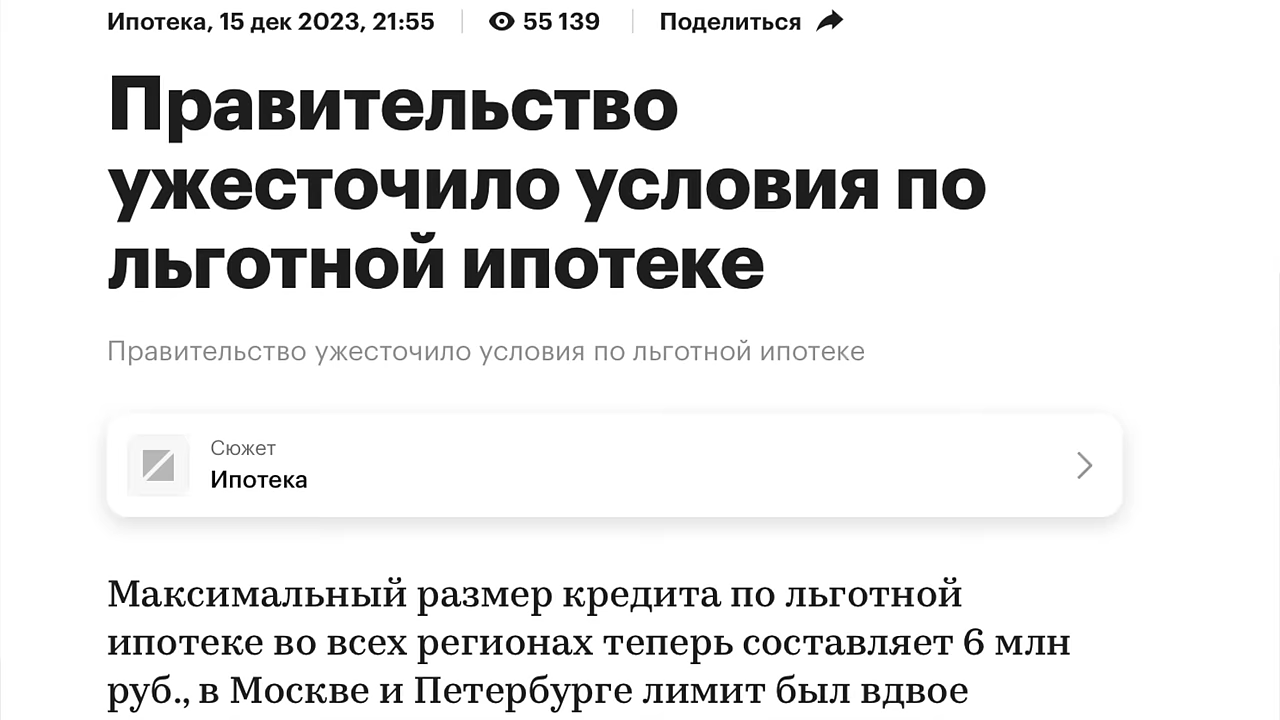 Ипотека, 15 дек 2023, 21:55 55 139 Поделиться
Правительство
ужесточило условия по
льготной ипотеке
Правительство ужесточило условия по льготной ипотеке
Сюжет
Ипотека
Максимальный размер кредита по льготной
ипотеке во всех регионах теперь составляет 6 млн
руб., в Москве и Петербурге лимит был вдвое